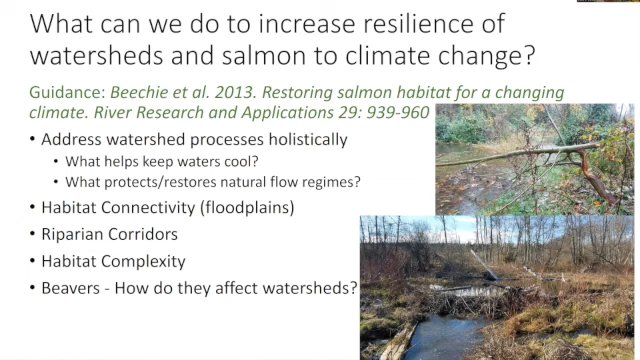 What can we do to increase resilience of
watersheds and salmon to climate change?
Guidance: Beechie et al. 2013. Restoring salmon habitat for a changing
climate. River Research and Applications 29: 939-960
• Address watershed processes holistically
• What helps keep waters cool?
• What protects/restores natural flow regimes?
• Habitat Connectivity (floodplains)
• Riparian Corridors
• Habitat Complexity
• Beavers - How do they affect watersheds?